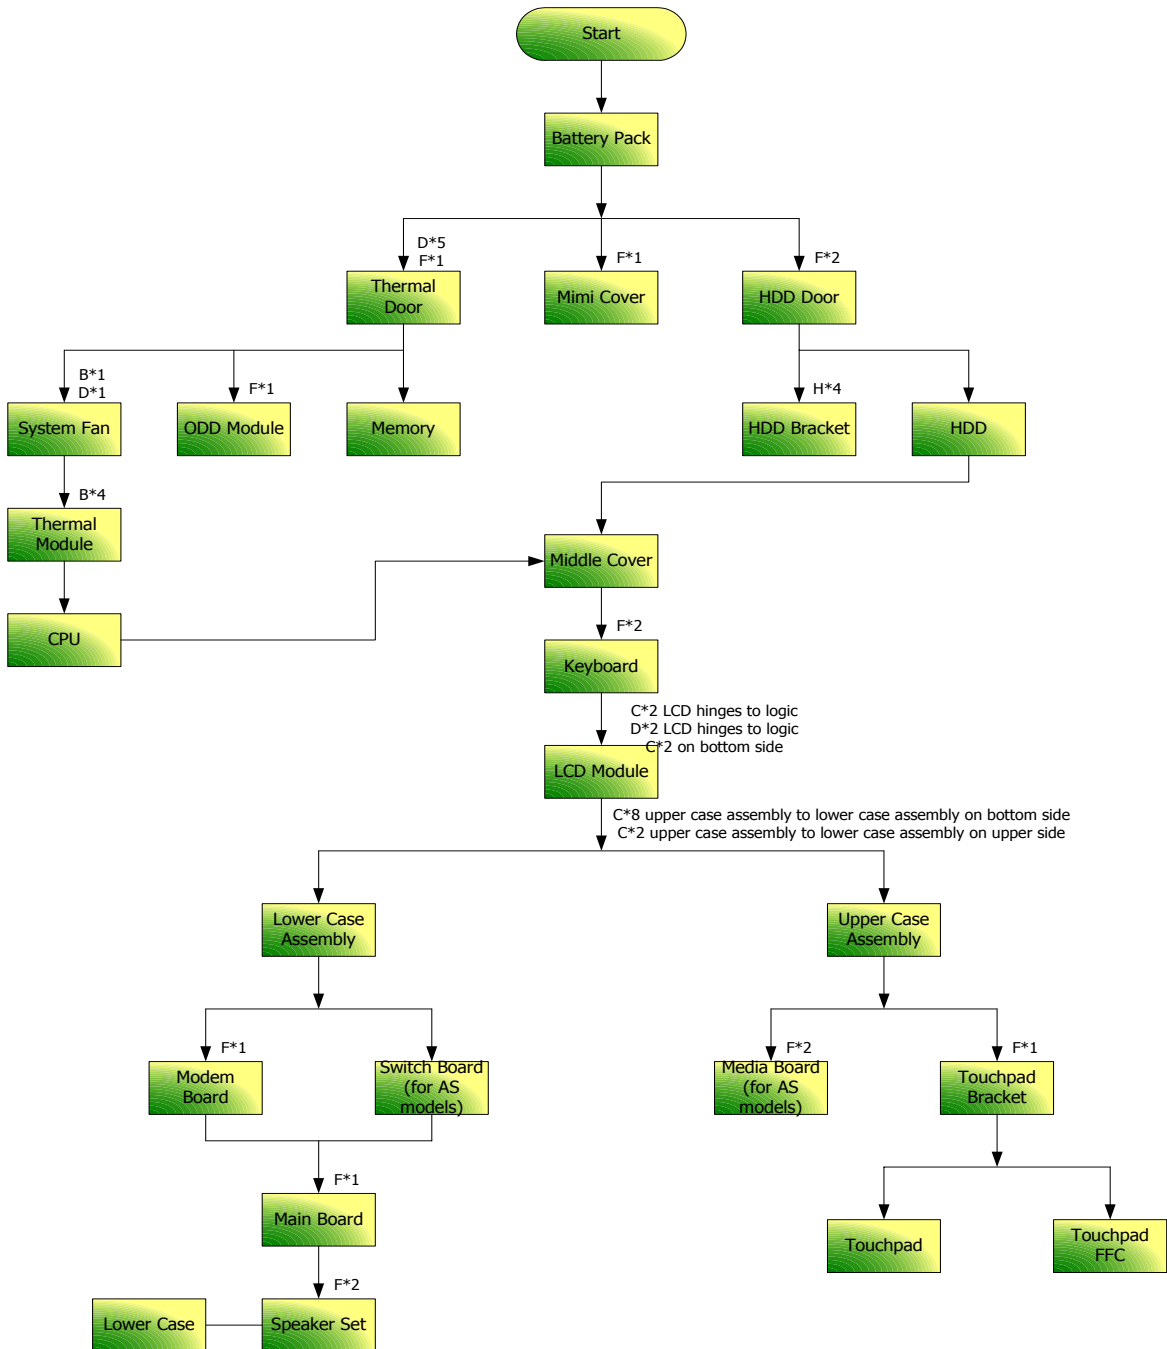 Start
Battery Pack
D*5
F*1
F*1
F*2
Thermal
Door
Mimi Cover
HDD Door
B*1
D*1
F*1
H*4
System Fan
ODD Module
Memory
HDD Bracket
HDD
B*4
Thermal
Module
Middle Cover
CPU
F*2
Keyboard
C*2 LCD hinges to logic
D*2 LCD hinges to logic
C*2 on bottom side
LCD Module
C*8 upper case assembly to lower case assembly on bottom side
C*2 upper case assembly to lower case assembly on upper side
Lower Case
Assembly
Upper Case
Assembly
F*1
F*2
F*1
Modem
Board
Switch Board
(for AS
models)
Media Board
(for AS
models)
Touchpad
Bracket
F*1
Main Board
Touchpad
Touchpad
FFC
F*2
Lower Case
Speaker Set